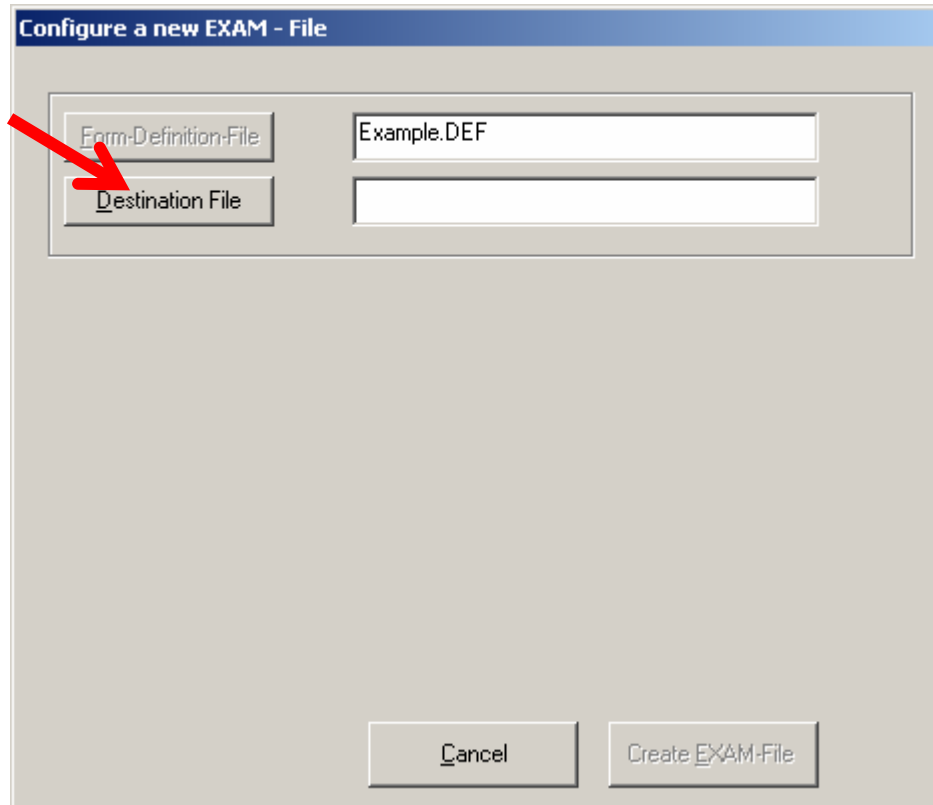 Configure a new EXAM - File
Form-Definition-File
Example.DEF
Destination File
Cancel
Create EXAM-File